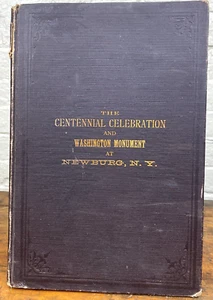 THE
CENTENNIAL CELEBRATION
AND
WASHINGTON MONUMENT
AT
NEWBURG, N. Y.